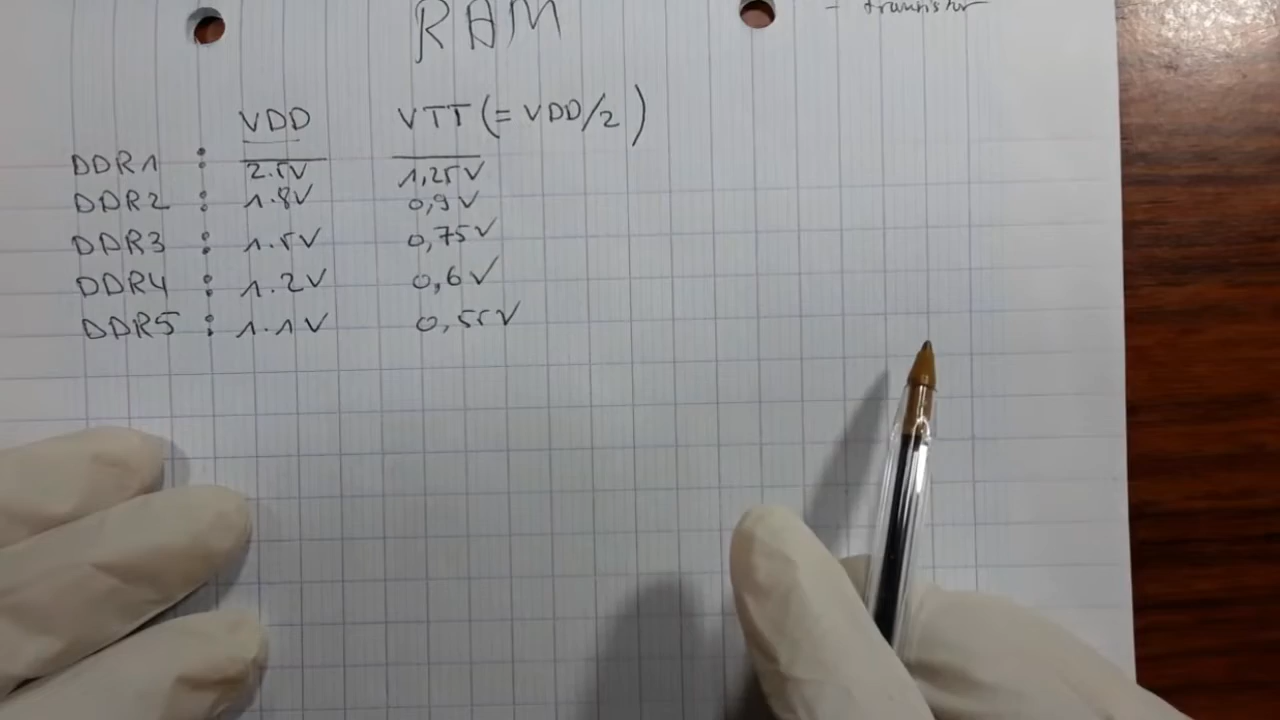 - transistor
RAM
VDD VTT (= VDD/2)
DDR1 : 2.5V 1,25V
DDR2 : 1.8V 0,9V
DDR3 : 1.5V 0,75V
DDR4 : 1.2V 0,6V
DDR5 : 1.1V 0,55V